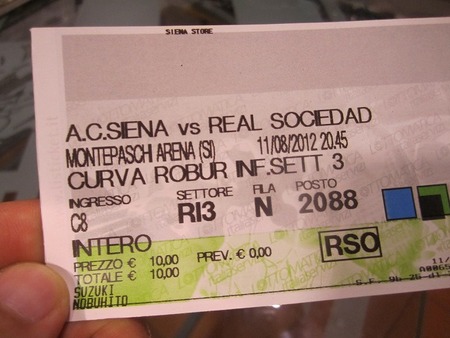 SIENA STORE
A.C.SIENA vs REAL SOCIEDAD
MONTEPASCHI ARENA (SI) 11/08/2012 20.45
CURVA ROBUR INF.SETT 3
INGRESSO SETTORE FILA POSTO
C8 RI3 N 2088
INTERO
PREZZO € 10,00 PREV. € 0,00
RSO
TOTALE € 10,00
SUZUKI
NOBUHITO